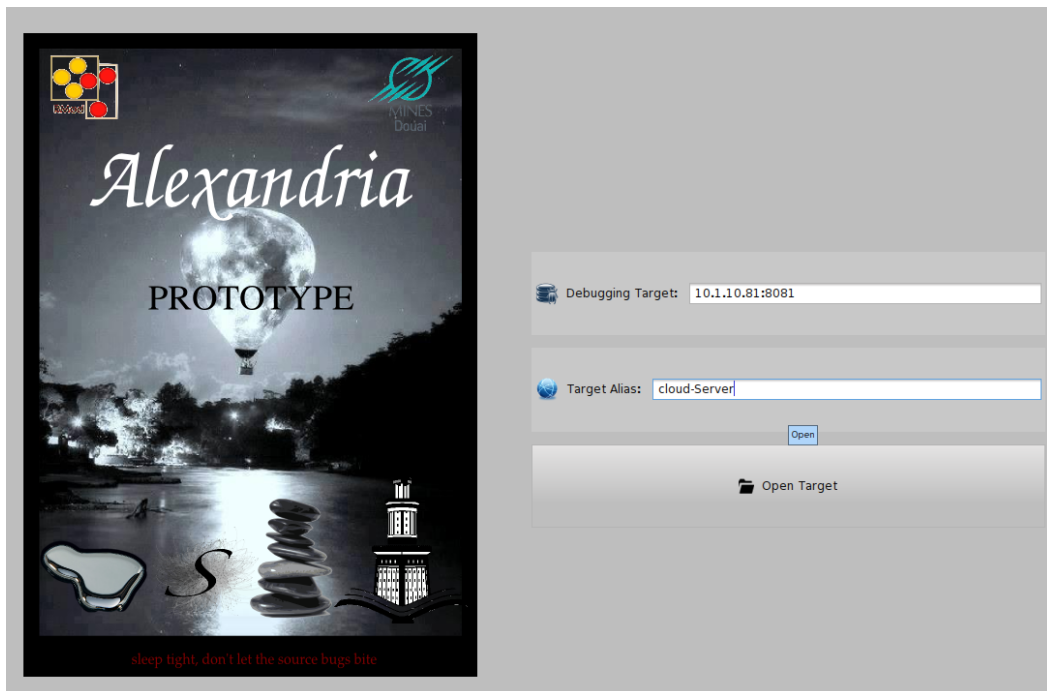 RMod
MINES
Douai
Alexandria
PROTOTYPE
S
sleep tight, don't let the source bugs bite
Debugging Target: 10.1.10.81:8081
Target Alias: cloud-Server
Open
Open Target